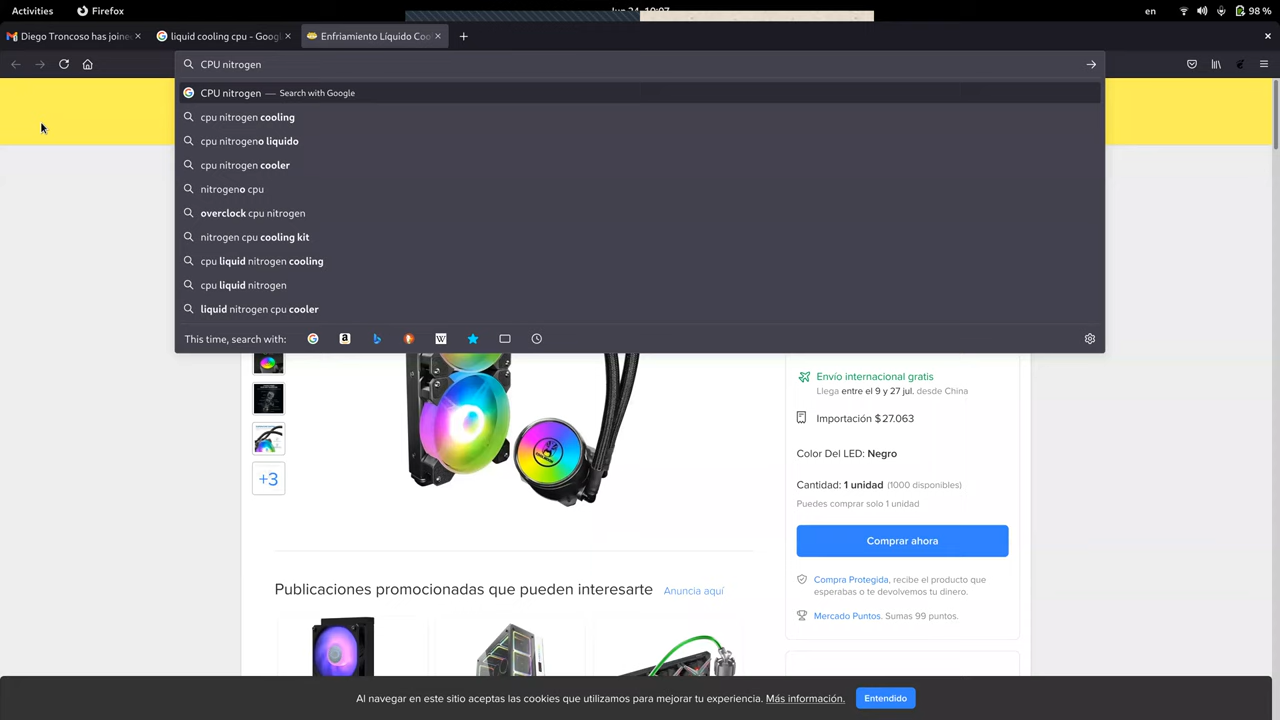 Activities
Firefox
Jun 24, 10:07
en
98 %
Diego Troncoso has joine
liquid cooling cpu - Goog
Enfriamiento Líquido Coo
CPU nitrogen
CPU nitrogen — Search with Google
cpu nitrogen cooling
cpu nitrogeno liquido
cpu nitrogen cooler
nitrogeno cpu
overclock cpu nitrogen
nitrogen cpu cooling kit
cpu liquid nitrogen cooling
cpu liquid nitrogen
liquid nitrogen cpu cooler
This time, search with:
+3
Envío internacional gratis
Llega entre el 9 y 27 jul. desde China
Importación $ 27.063
Color Del LED: Negro
Cantidad: 1 unidad (1000 disponibles)
Puedes comprar solo 1 unidad
Comprar ahora
Compra Protegida, recibe el producto que
esperabas o te devolvemos tu dinero.
Mercado Puntos. Sumas 99 puntos.
Publicaciones promocionadas que pueden interesarte Anuncia aquí
Al navegar en este sitio aceptas las cookies que utilizamos para mejorar tu experiencia. Más información.
Entendido